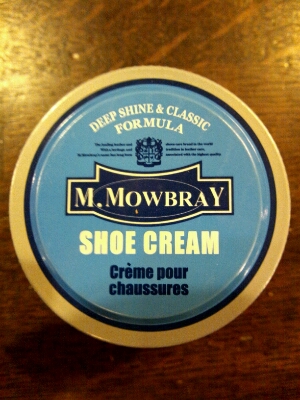 DEEP SHINE & CLASSIC
FORMULA
M. MOWBRAY
SHOE CREAM
Crème pour
chaussures